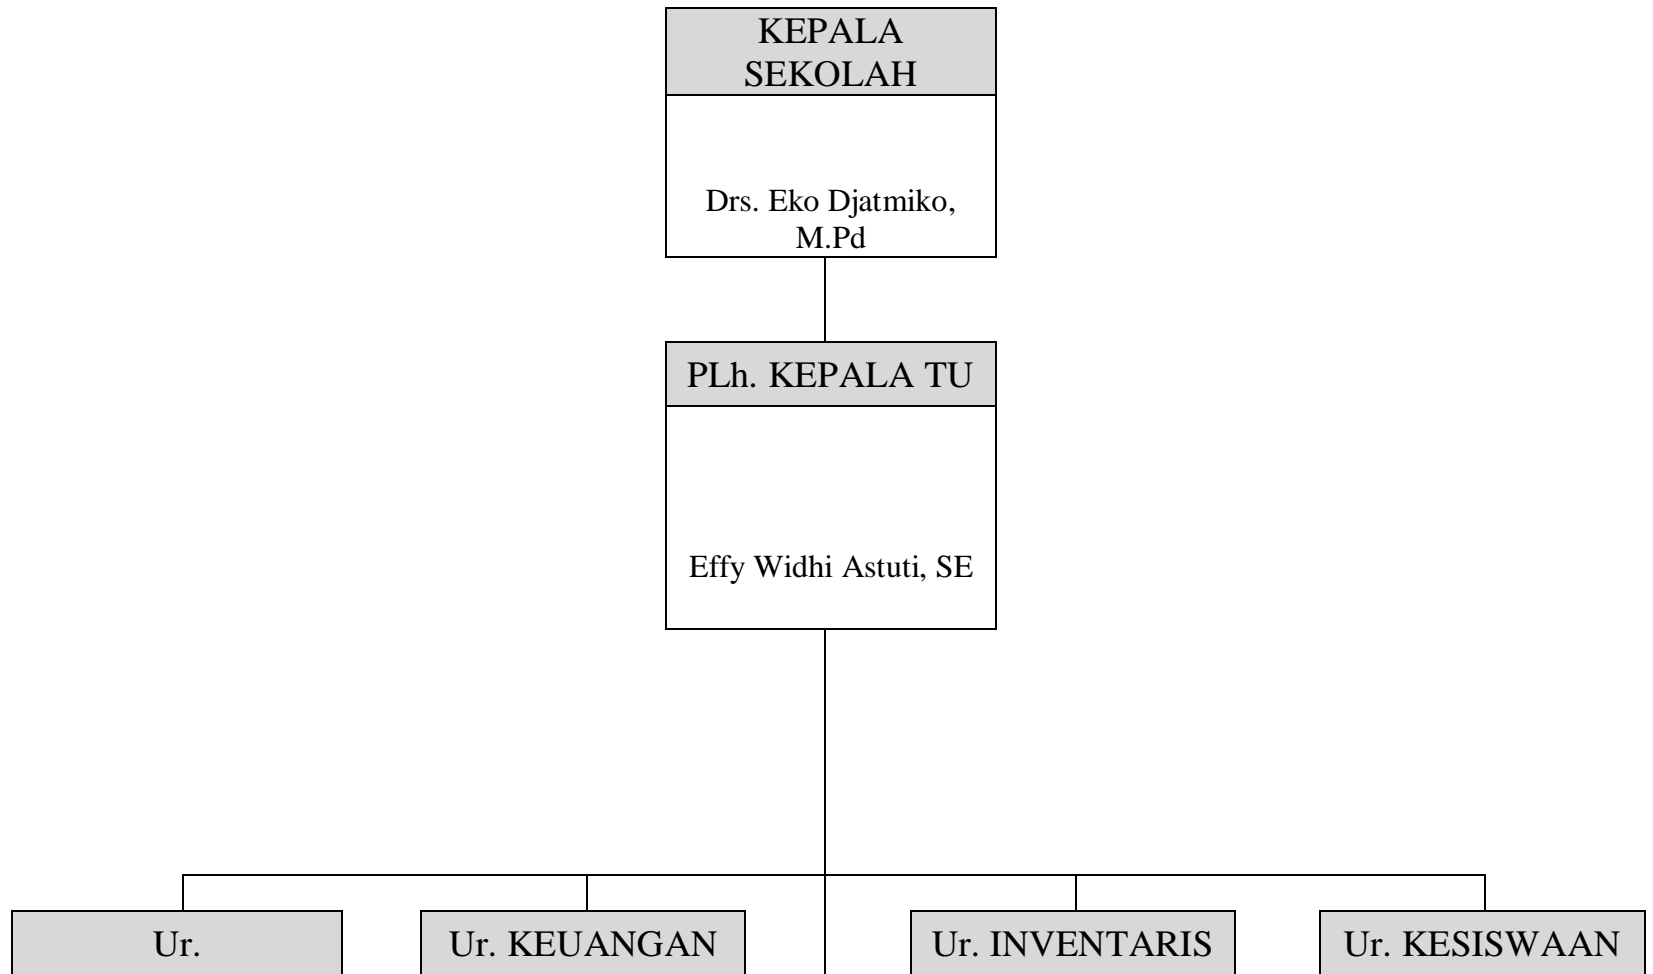 KEPALA
SEKOLAH
Drs. Eko Djatmiko,
M.Pd
PLh. KEPALA TU
Effy Widhi Astuti, SE
Ur.
Ur. KEUANGAN
Ur. INVENTARIS
Ur. KESISWAAN